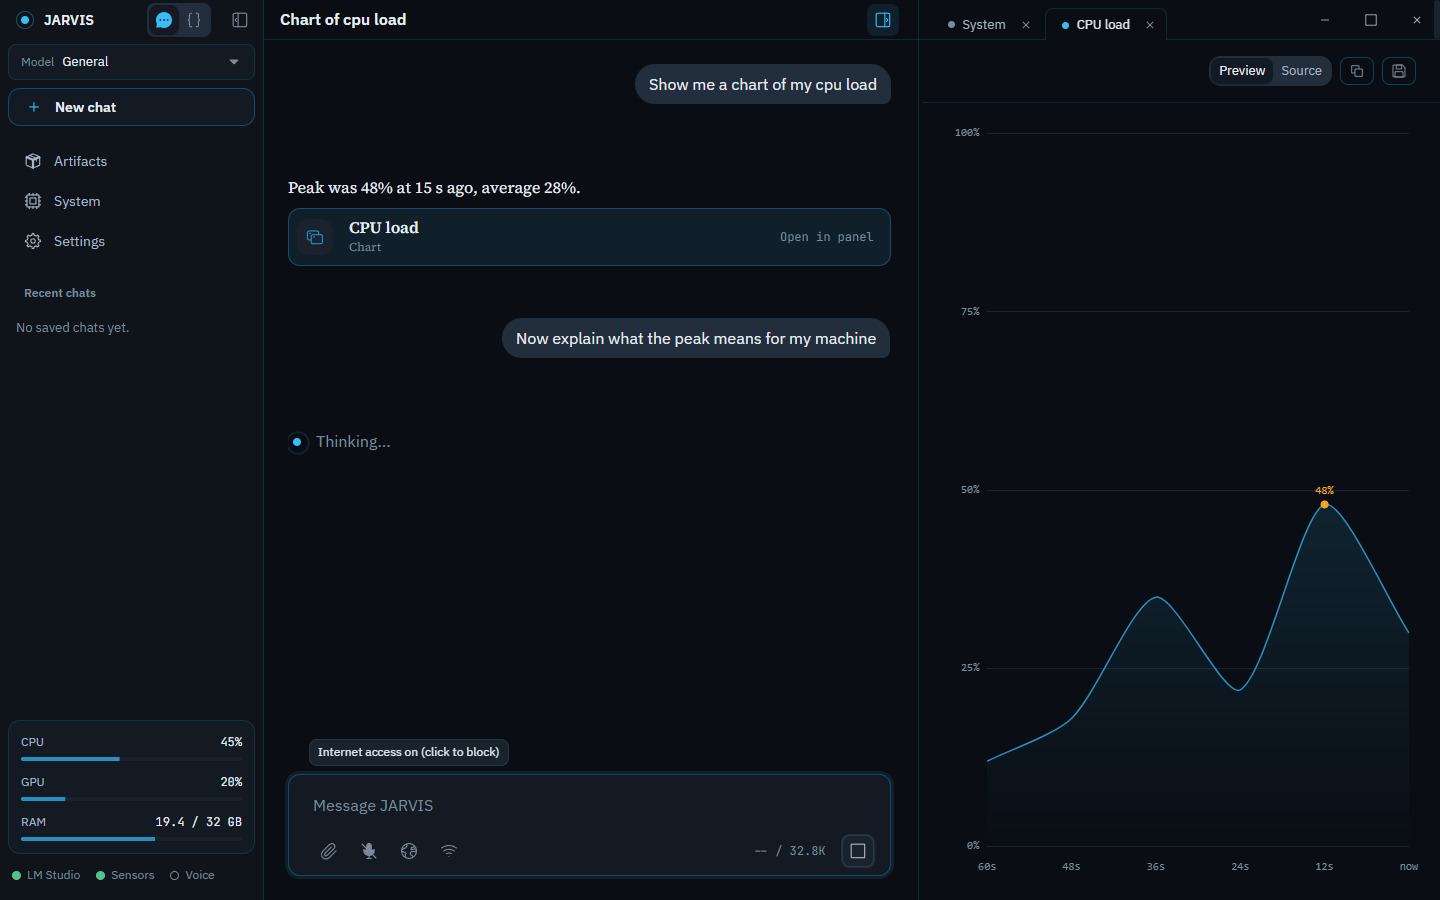 JARVIS
Model General
New chat
Artifacts
System
Settings
Recent chats
No saved chats yet.
CPU 45%
GPU 20%
RAM 19.4 / 32 GB
LM Studio Sensors Voice
Chart of cpu load
Show me a chart of my cpu load
Peak was 48% at 15 s ago, average 28%.
CPU load
Chart
Open in panel
Now explain what the peak means for my machine
Thinking...
Internet access on (click to block)
Message JARVIS
-- / 32.8K
System CPU load
Preview Source
100%
75%
50%
48%
25%
0%
60s 48s 36s 24s 12s now